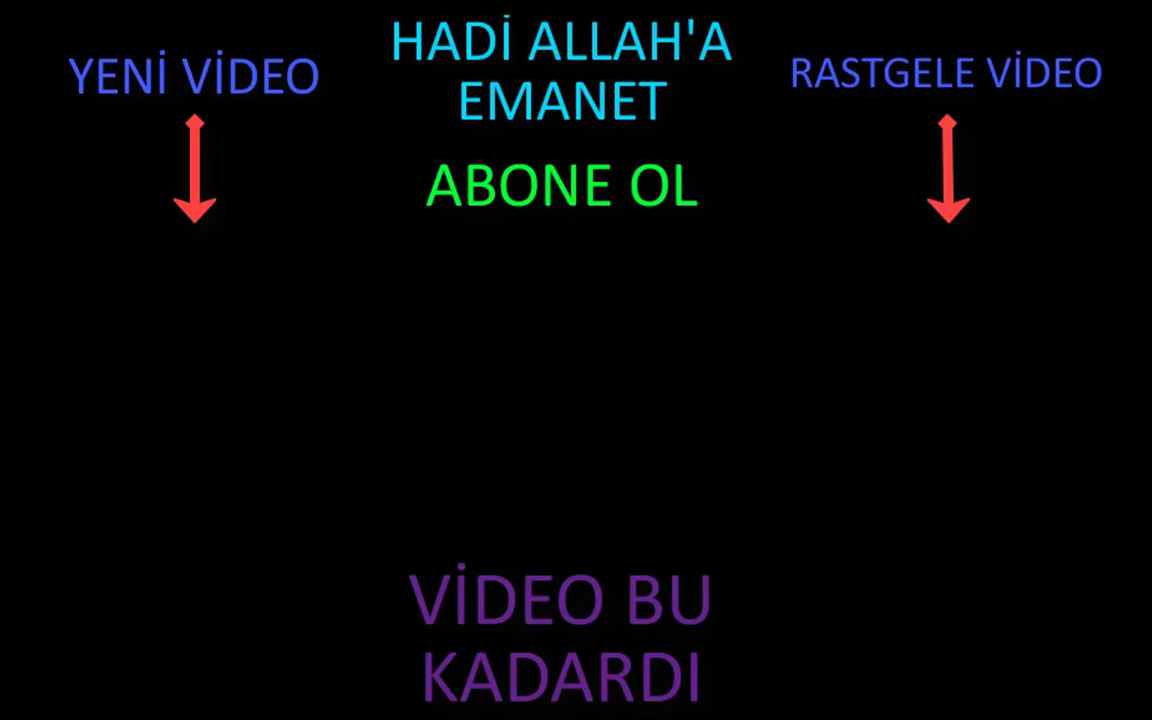 YENİ VİDEO
HADİ ALLAH'A
EMANET
RASTGELE VİDEO
ABONE OL
VİDEO BU
KADARDI